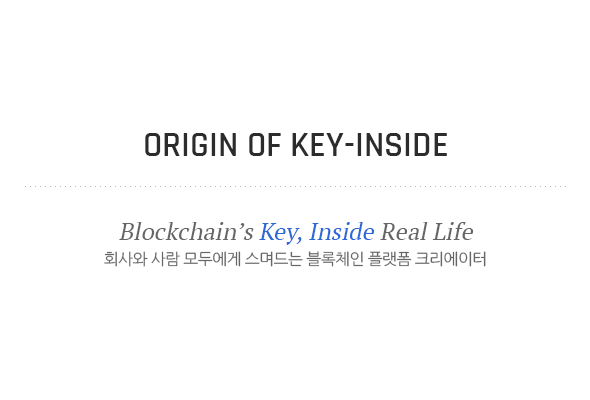 ORIGIN OF KEY-INSIDE
Blockchain’s Key, Inside Real Life
회사와 사람 모두에게 스며드는 블록체인 플랫폼 크리에이터